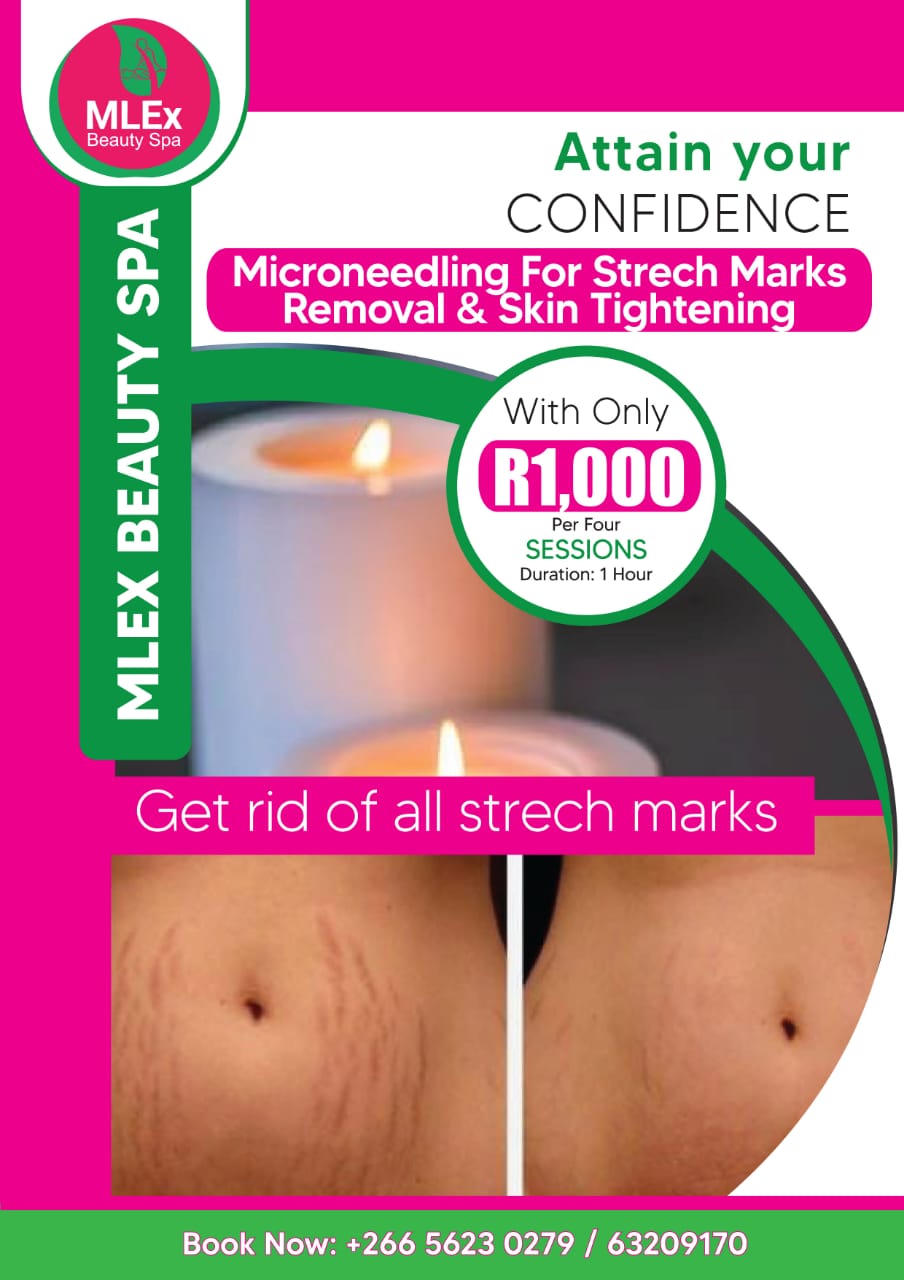 MLEx
Beauty Spa
MLEX BEAUTY SPA
Attain your
CONFIDENCE
Microneedling For Strech Marks
Removal & Skin Tightening
With Only
R1,000
Per Four
SESSIONS
Duration: 1 Hour
Get rid of all strech marks
Book Now: +266 5623 0279 / 63209170